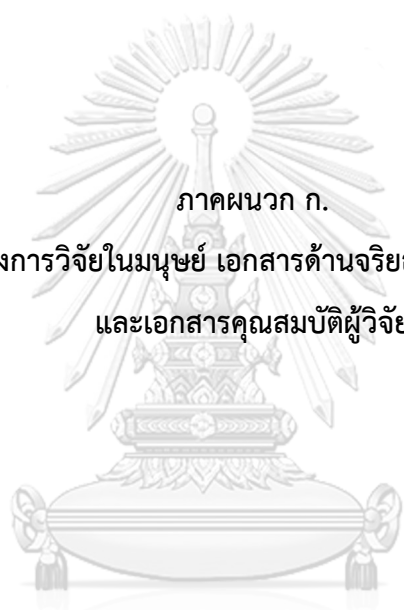 ภาคผนวก ก.
งการวิจัยในมนุษย์ เอกสารด้านจริย
และเอกสารคุณสมบัติผู้วิจัย